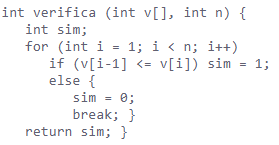 int verifica (int v[], int n) {
   int sim;
   for (int i = 1; i < n; i++)
      if (v[i-1] <= v[i]) sim = 1;
      else {
         sim = 0;
         break; }
   return sim; }